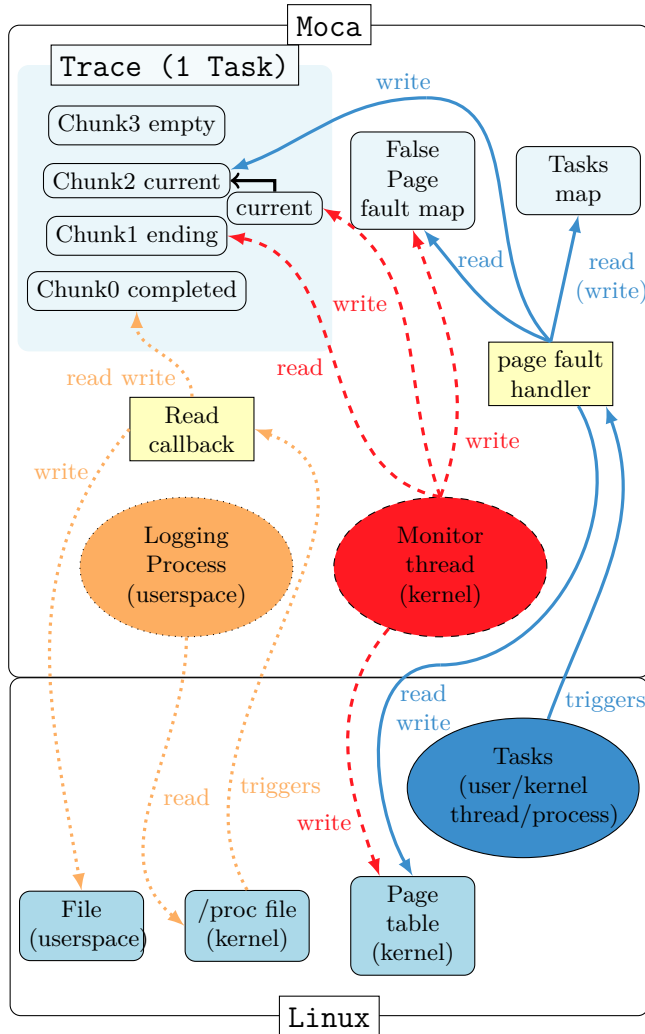 Moca
Trace (1 Task)
write
Chunk3 empty
False
Page
fault map
Tasks
map
Chunk2 current
current
Chunk1 ending
read
read
(write)
Chunk0 completed
write
read
page fault
handler
read write
Read
callback
write
write
Logging
Process
(userspace)
Monitor
thread
(kernel)
read
write
triggers
Tasks
(user/kernel
thread/process)
read
triggers
write
File
(userspace)
/proc file
(kernel)
Page
table
(kernel)
Linux